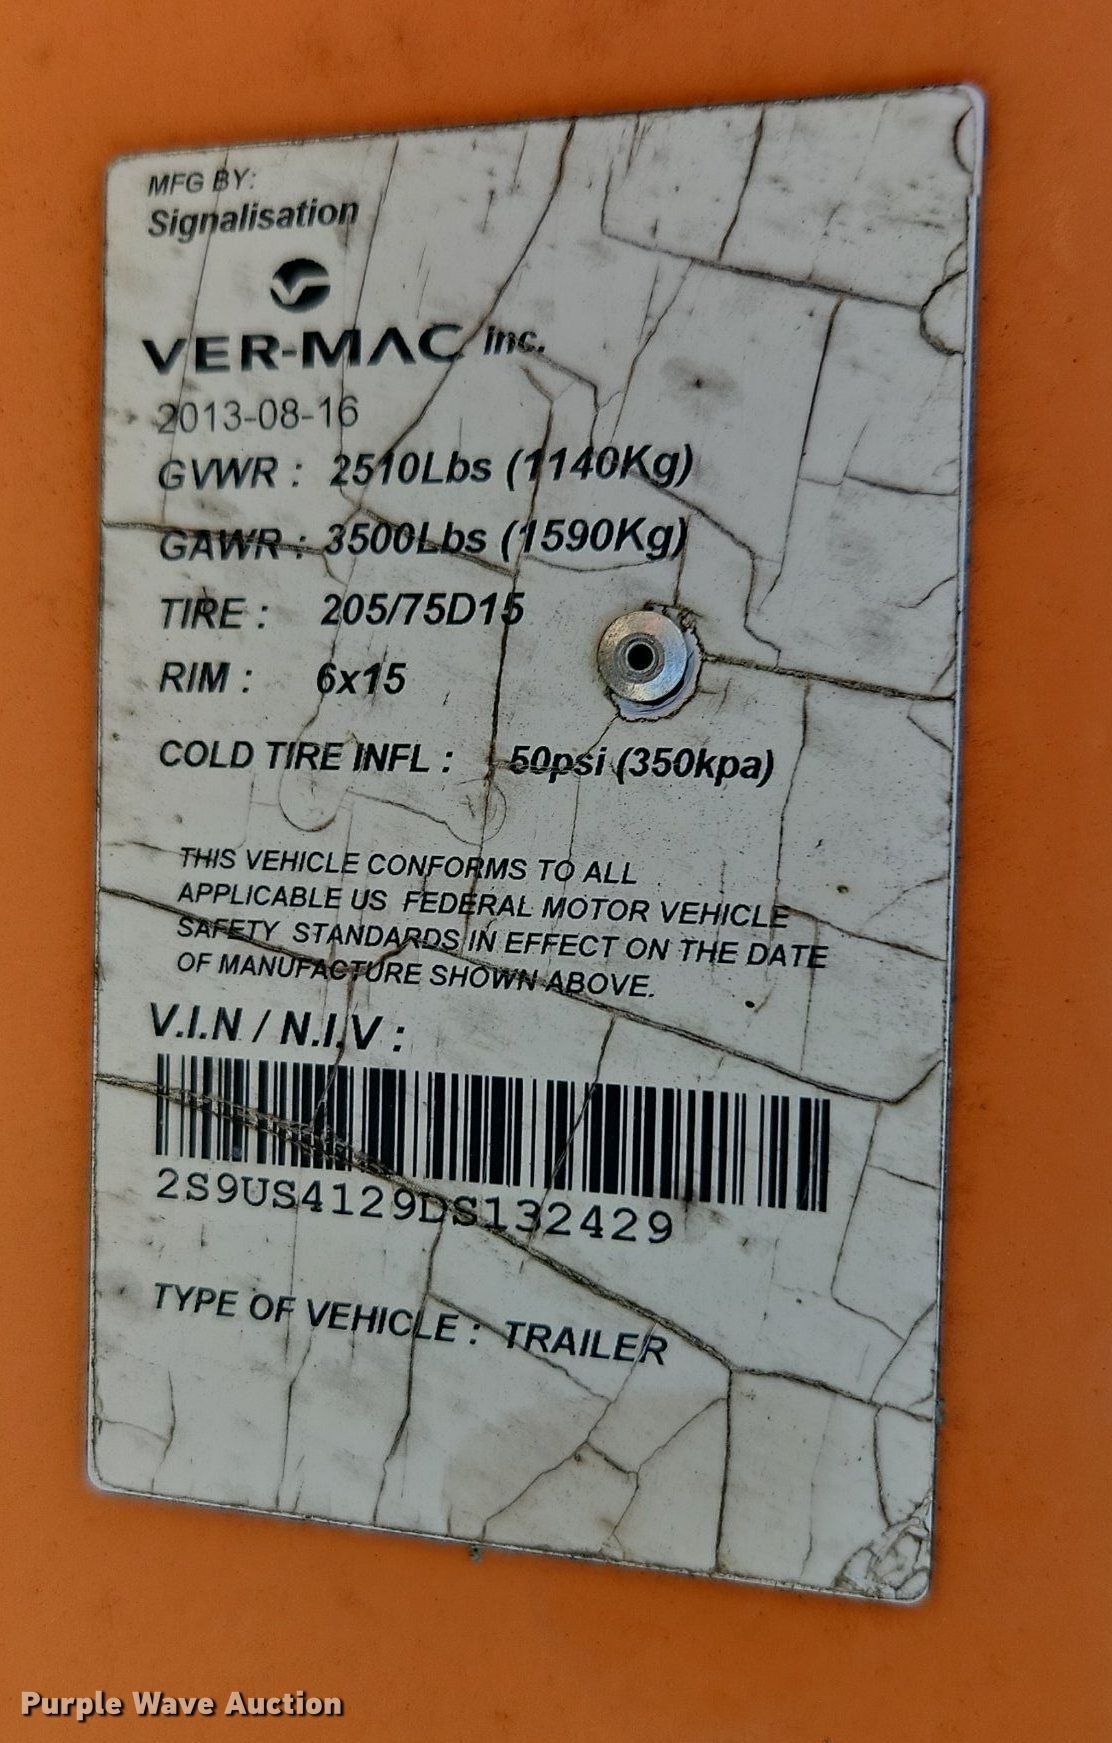 MFG BY:
Signalisation
VER-MAC inc.
2013-08-16
GVWR : 2510Lbs (1140Kg)
GAWR : 3500Lbs (1590Kg)
TIRE : 205/75D15
RIM : 6x15
COLD TIRE INFL : 50psi (350kpa)
THIS VEHICLE CONFORMS TO ALL
APPLICABLE US FEDERAL MOTOR VEHICLE
SAFETY STANDARDS IN EFFECT ON THE DATE
OF MANUFACTURE SHOWN ABOVE.
V.I.N / N.I.V :
2S9US4129DS132429
TYPE OF VEHICLE : TRAILER
Purple Wave Auction